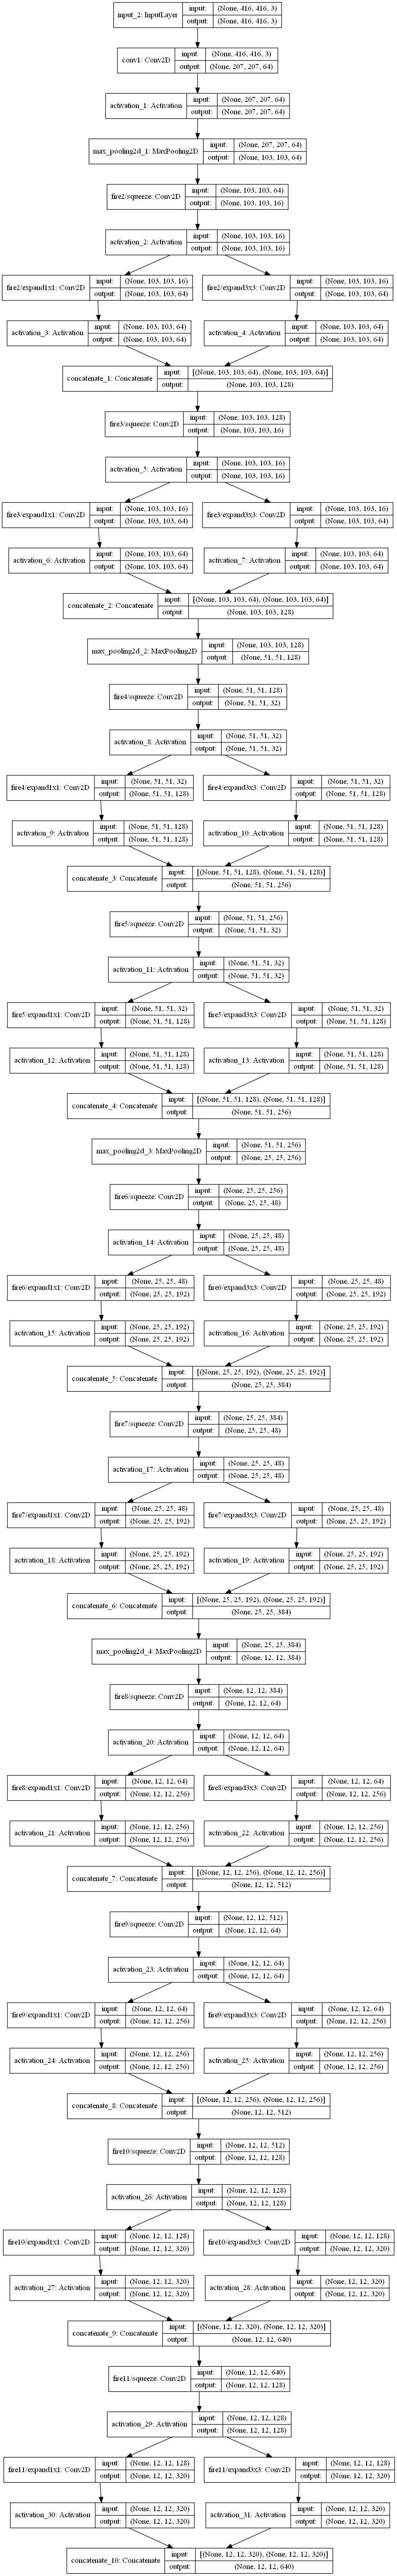 input_2: InputLayer
input: (None, 416, 416, 3)
output: (None, 416, 416, 3)
conv1: Conv2D
input: (None, 416, 416, 3)
output: (None, 207, 207, 64)
activation_1: Activation
input: (None, 207, 207, 64)
output: (None, 207, 207, 64)
max_pooling2d_1: MaxPooling2D
input: (None, 207, 207, 64)
output: (None, 103, 103, 64)
fire2/squeeze: Conv2D
input: (None, 103, 103, 64)
output: (None, 103, 103, 16)
activation_2: Activation
input: (None, 103, 103, 16)
output: (None, 103, 103, 16)
fire2/expand1x1: Conv2D
input: (None, 103, 103, 16)
output: (None, 103, 103, 64)
fire2/expand3x3: Conv2D
input: (None, 103, 103, 16)
output: (None, 103, 103, 64)
activation_3: Activation
input: (None, 103, 103, 64)
output: (None, 103, 103, 64)
activation_4: Activation
input: (None, 103, 103, 64)
output: (None, 103, 103, 64)
concatenate_1: Concatenate
input: [(None, 103, 103, 64), (None, 103, 103, 64)]
output: (None, 103, 103, 128)
fire3/squeeze: Conv2D
input: (None, 103, 103, 128)
output: (None, 103, 103, 16)
activation_5: Activation
input: (None, 103, 103, 16)
output: (None, 103, 103, 16)
fire3/expand1x1: Conv2D
input: (None, 103, 103, 16)
output: (None, 103, 103, 64)
fire3/expand3x3: Conv2D
input: (None, 103, 103, 16)
output: (None, 103, 103, 64)
activation_6: Activation
input: (None, 103, 103, 64)
output: (None, 103, 103, 64)
activation_7: Activation
input: (None, 103, 103, 64)
output: (None, 103, 103, 64)
concatenate_2: Concatenate
input: [(None, 103, 103, 64), (None, 103, 103, 64)]
output: (None, 103, 103, 128)
max_pooling2d_2: MaxPooling2D
input: (None, 103, 103, 128)
output: (None, 51, 51, 128)
fire4/squeeze: Conv2D
input: (None, 51, 51, 128)
output: (None, 51, 51, 32)
activation_8: Activation
input: (None, 51, 51, 32)
output: (None, 51, 51, 32)
fire4/expand1x1: Conv2D
input: (None, 51, 51, 32)
output: (None, 51, 51, 128)
fire4/expand3x3: Conv2D
input: (None, 51, 51, 32)
output: (None, 51, 51, 128)
activation_9: Activation
input: (None, 51, 51, 128)
output: (None, 51, 51, 128)
activation_10: Activation
input: (None, 51, 51, 128)
output: (None, 51, 51, 128)
concatenate_3: Concatenate
input: [(None, 51, 51, 128), (None, 51, 51, 128)]
output: (None, 51, 51, 256)
fire5/squeeze: Conv2D
input: (None, 51, 51, 256)
output: (None, 51, 51, 32)
activation_11: Activation
input: (None, 51, 51, 32)
output: (None, 51, 51, 32)
fire5/expand1x1: Conv2D
input: (None, 51, 51, 32)
output: (None, 51, 51, 128)
fire5/expand3x3: Conv2D
input: (None, 51, 51, 32)
output: (None, 51, 51, 128)
activation_12: Activation
input: (None, 51, 51, 128)
output: (None, 51, 51, 128)
activation_13: Activation
input: (None, 51, 51, 128)
output: (None, 51, 51, 128)
concatenate_4: Concatenate
input: [(None, 51, 51, 128), (None, 51, 51, 128)]
output: (None, 51, 51, 256)
max_pooling2d_3: MaxPooling2D
input: (None, 51, 51, 256)
output: (None, 25, 25, 256)
fire6/squeeze: Conv2D
input: (None, 25, 25, 256)
output: (None, 25, 25, 48)
activation_14: Activation
input: (None, 25, 25, 48)
output: (None, 25, 25, 48)
fire6/expand1x1: Conv2D
input: (None, 25, 25, 48)
output: (None, 25, 25, 192)
fire6/expand3x3: Conv2D
input: (None, 25, 25, 48)
output: (None, 25, 25, 192)
activation_15: Activation
input: (None, 25, 25, 192)
output: (None, 25, 25, 192)
activation_16: Activation
input: (None, 25, 25, 192)
output: (None, 25, 25, 192)
concatenate_5: Concatenate
input: [(None, 25, 25, 192), (None, 25, 25, 192)]
output: (None, 25, 25, 384)
fire7/squeeze: Conv2D
input: (None, 25, 25, 384)
output: (None, 25, 25, 48)
activation_17: Activation
input: (None, 25, 25, 48)
output: (None, 25, 25, 48)
fire7/expand1x1: Conv2D
input: (None, 25, 25, 48)
output: (None, 25, 25, 192)
fire7/expand3x3: Conv2D
input: (None, 25, 25, 48)
output: (None, 25, 25, 192)
activation_18: Activation
input: (None, 25, 25, 192)
output: (None, 25, 25, 192)
activation_19: Activation
input: (None, 25, 25, 192)
output: (None, 25, 25, 192)
concatenate_6: Concatenate
input: [(None, 25, 25, 192), (None, 25, 25, 192)]
output: (None, 25, 25, 384)
max_pooling2d_4: MaxPooling2D
input: (None, 25, 25, 384)
output: (None, 12, 12, 384)
fire8/squeeze: Conv2D
input: (None, 12, 12, 384)
output: (None, 12, 12, 64)
activation_20: Activation
input: (None, 12, 12, 64)
output: (None, 12, 12, 64)
fire8/expand1x1: Conv2D
input: (None, 12, 12, 64)
output: (None, 12, 12, 256)
fire8/expand3x3: Conv2D
input: (None, 12, 12, 64)
output: (None, 12, 12, 256)
activation_21: Activation
input: (None, 12, 12, 256)
output: (None, 12, 12, 256)
activation_22: Activation
input: (None, 12, 12, 256)
output: (None, 12, 12, 256)
concatenate_7: Concatenate
input: [(None, 12, 12, 256), (None, 12, 12, 256)]
output: (None, 12, 12, 512)
fire9/squeeze: Conv2D
input: (None, 12, 12, 512)
output: (None, 12, 12, 64)
activation_23: Activation
input: (None, 12, 12, 64)
output: (None, 12, 12, 64)
fire9/expand1x1: Conv2D
input: (None, 12, 12, 64)
output: (None, 12, 12, 256)
fire9/expand3x3: Conv2D
input: (None, 12, 12, 64)
output: (None, 12, 12, 256)
activation_24: Activation
input: (None, 12, 12, 256)
output: (None, 12, 12, 256)
activation_25: Activation
input: (None, 12, 12, 256)
output: (None, 12, 12, 256)
concatenate_8: Concatenate
input: [(None, 12, 12, 256), (None, 12, 12, 256)]
output: (None, 12, 12, 512)
fire10/squeeze: Conv2D
input: (None, 12, 12, 512)
output: (None, 12, 12, 128)
activation_26: Activation
input: (None, 12, 12, 128)
output: (None, 12, 12, 128)
fire10/expand1x1: Conv2D
input: (None, 12, 12, 128)
output: (None, 12, 12, 320)
fire10/expand3x3: Conv2D
input: (None, 12, 12, 128)
output: (None, 12, 12, 320)
activation_27: Activation
input: (None, 12, 12, 320)
output: (None, 12, 12, 320)
activation_28: Activation
input: (None, 12, 12, 320)
output: (None, 12, 12, 320)
concatenate_9: Concatenate
input: [(None, 12, 12, 320), (None, 12, 12, 320)]
output: (None, 12, 12, 640)
fire11/squeeze: Conv2D
input: (None, 12, 12, 640)
output: (None, 12, 12, 128)
activation_29: Activation
input: (None, 12, 12, 128)
output: (None, 12, 12, 128)
fire11/expand1x1: Conv2D
input: (None, 12, 12, 128)
output: (None, 12, 12, 320)
fire11/expand3x3: Conv2D
input: (None, 12, 12, 128)
output: (None, 12, 12, 320)
activation_30: Activation
input: (None, 12, 12, 320)
output: (None, 12, 12, 320)
activation_31: Activation
input: (None, 12, 12, 320)
output: (None, 12, 12, 320)
concatenate_10: Concatenate
input: [(None, 12, 12, 320), (None, 12, 12, 320)]
output: (None, 12, 12, 640)